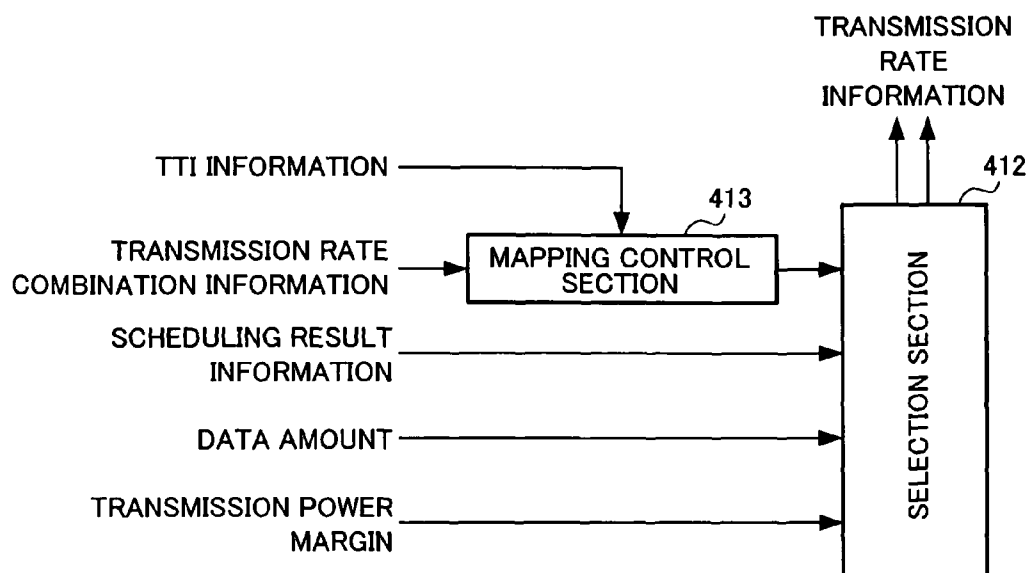 TRANSMISSION
RATE
INFORMATION
TTI INFORMATION
412
413
TRANSMISSION RATE
COMBINATION INFORMATION
MAPPING CONTROL
SECTION
SCHEDULING RESULT
INFORMATION
DATA AMOUNT
TRANSMISSION POWER
MARGIN
SELECTION SECTION